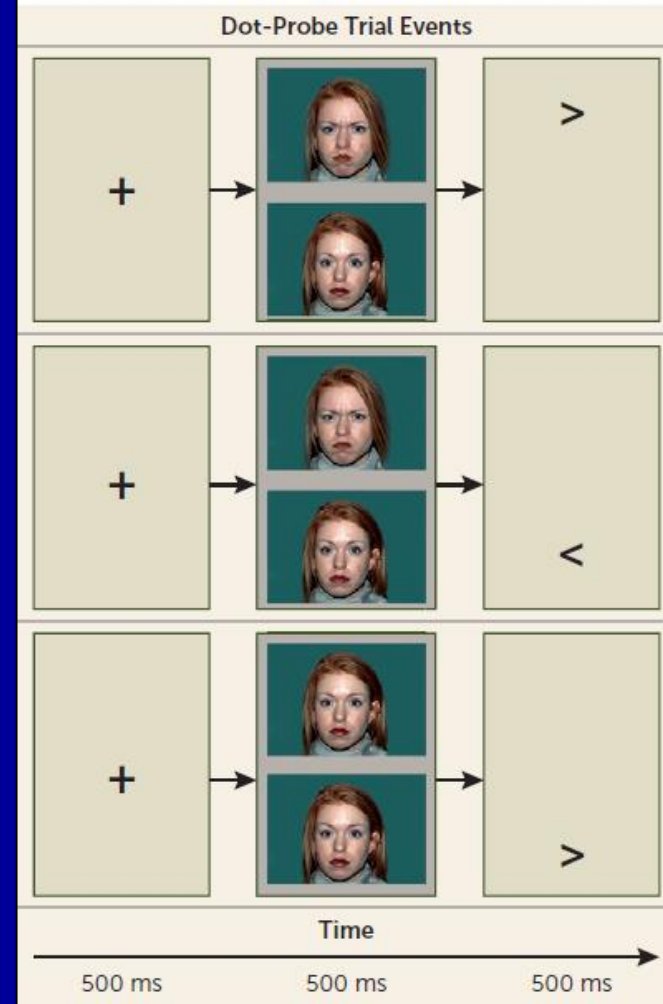 Dot-Probe Trial Events
+ >
+ <
+ >
Time
500 ms 500 ms 500 ms